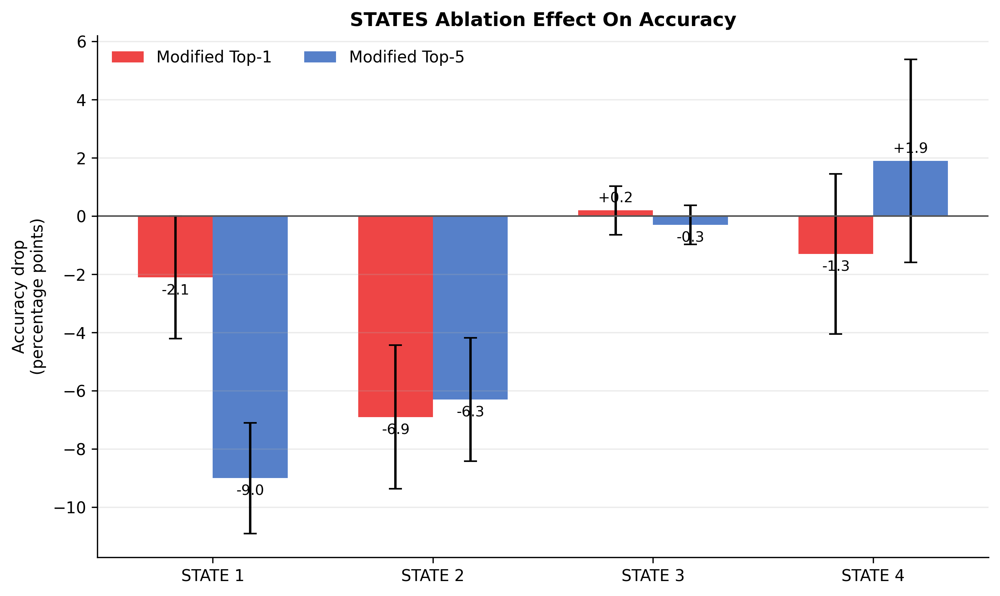 STATES Ablation Effect On Accuracy
Modified Top-1
Modified Top-5
Accuracy drop
(percentage points)
6
4
2
0
−2
−4
−6
−8
−10
-2.1
-9.0
-6.9
-6.3
+0.2
-0.3
-1.3
+1.9
STATE 1
STATE 2
STATE 3
STATE 4